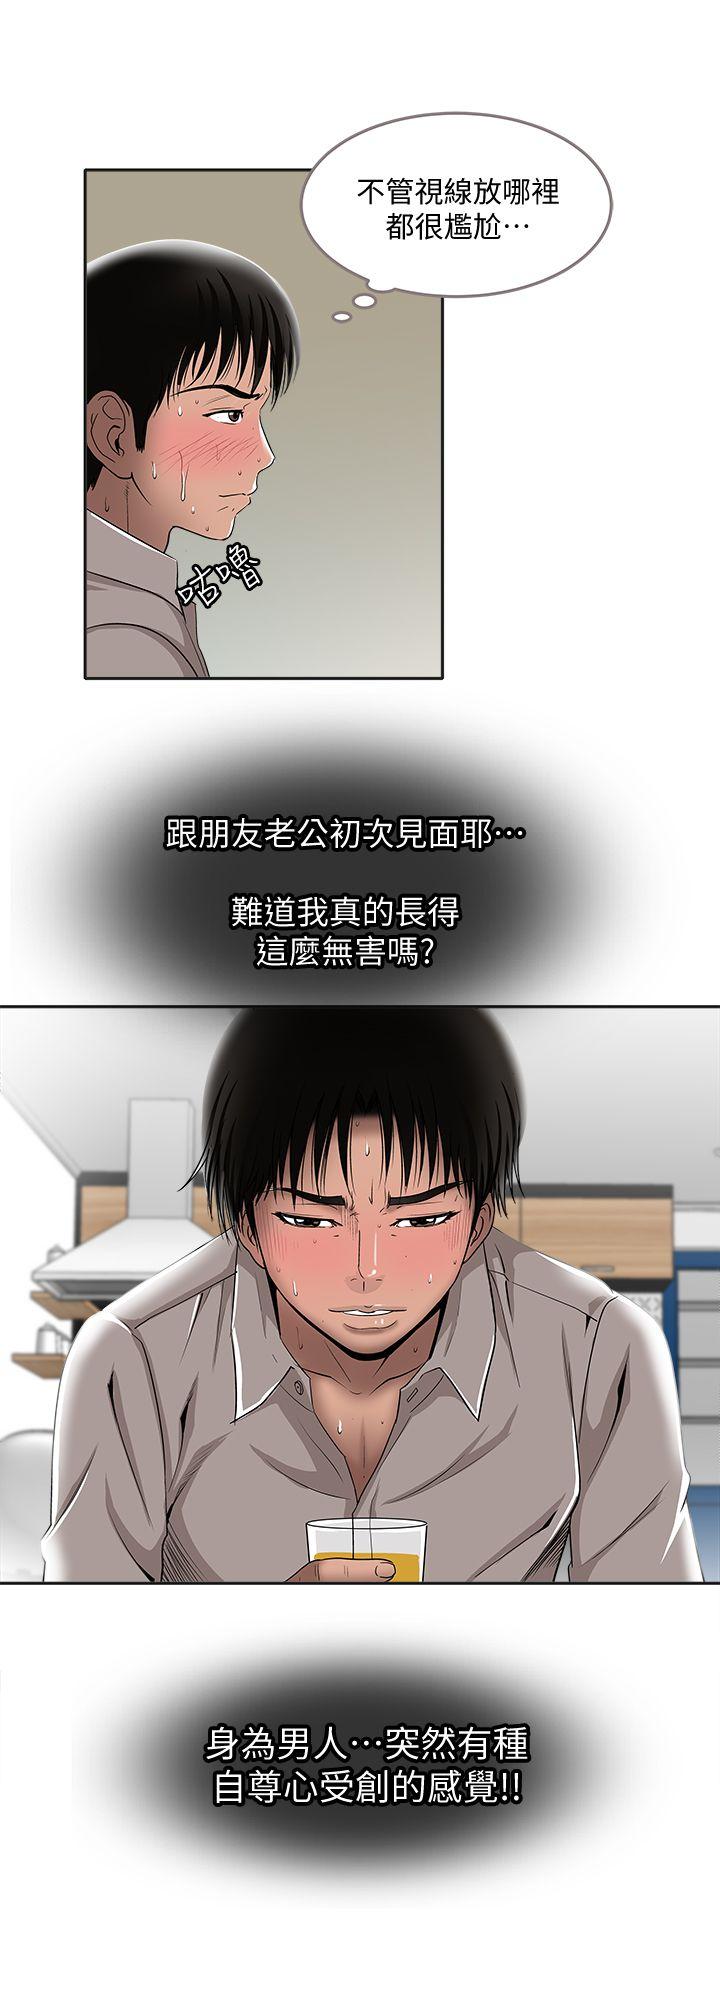 不管視線放哪裡
都很尷尬…
咕嚕
跟朋友老公初次見面耶…
難道我真的長得
這麼無害嗎?
身為男人…突然有種
自尊心受創的感覺!!